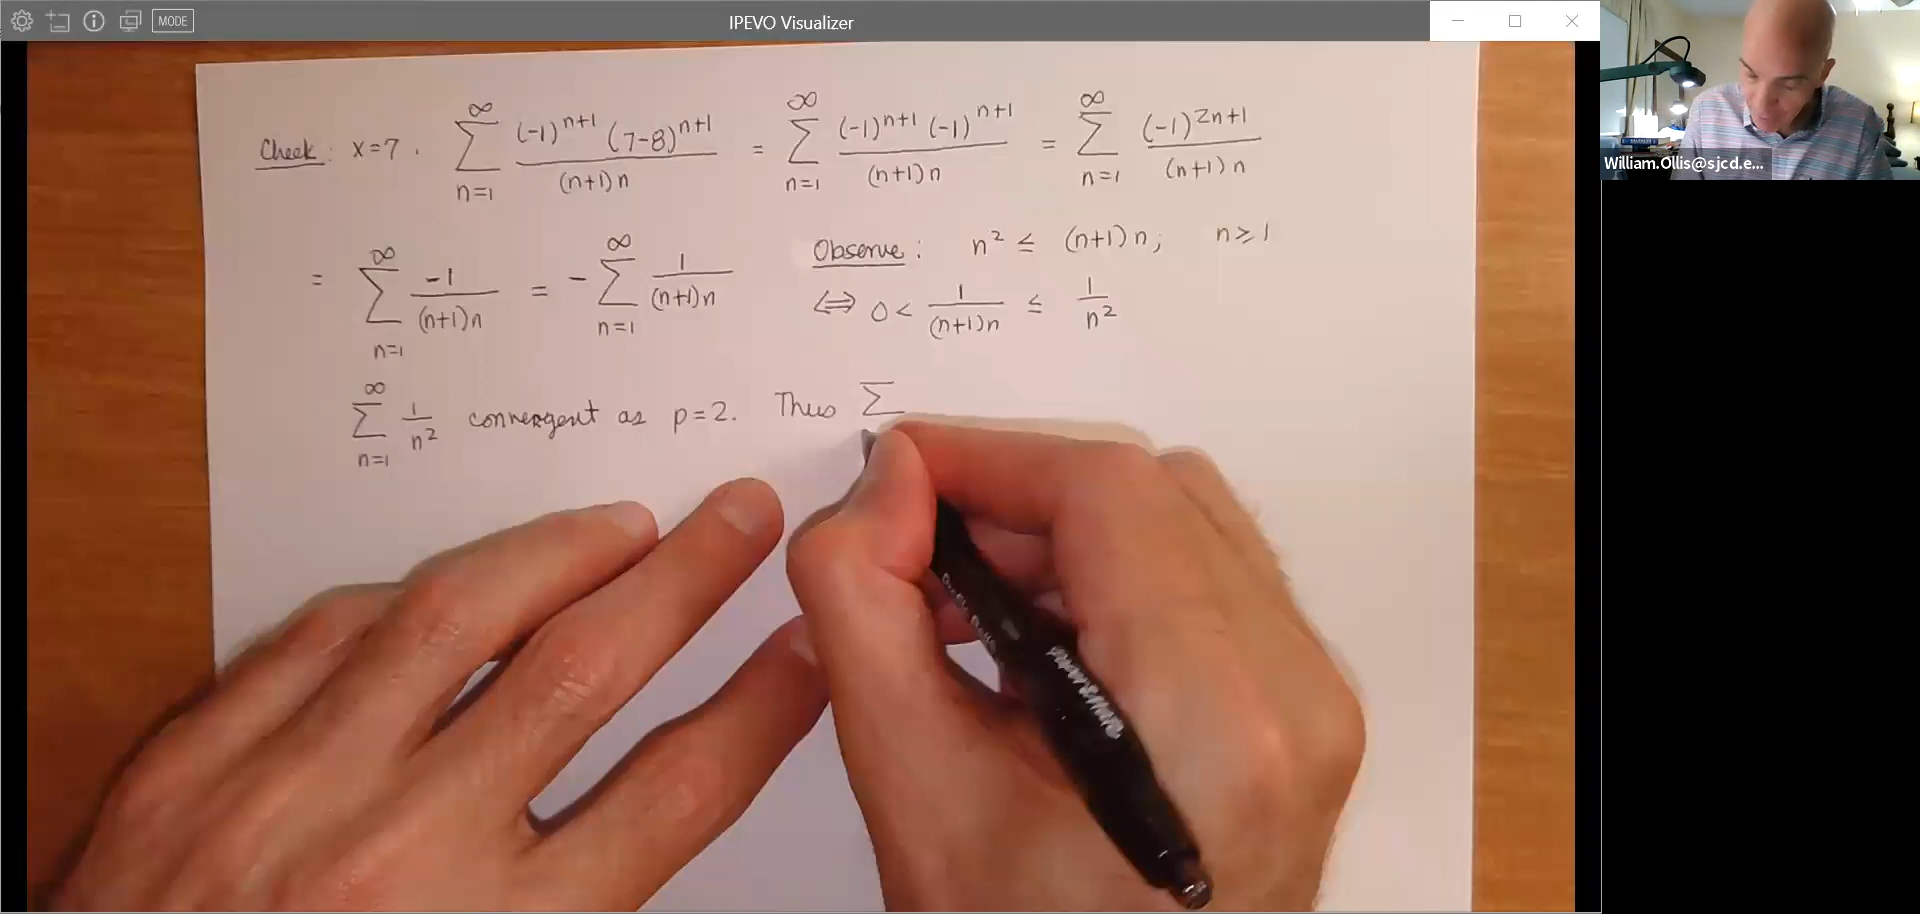 MODE
IPEVO Visualizer
William.Ollis@sjcd.e...
Check: x=7. ∞ Σ n=1 (-1)^{n+1} (7-8)^{n+1} / (n+1)n = ∞ Σ n=1 (-1)^{n+1} (-1)^{n+1} / (n+1)n = ∞ Σ n=1 (-1)^{2n+1} / (n+1)n
= ∞ Σ n=1 -1 / (n+1)n = - ∞ Σ n=1 1 / (n+1)n
Observe: n² ≤ (n+1)n; n ≥ 1
⟺ 0 < 1 / (n+1)n ≤ 1 / n²
∞ Σ n=1 1 / n² convergent as p=2. Thus Σ